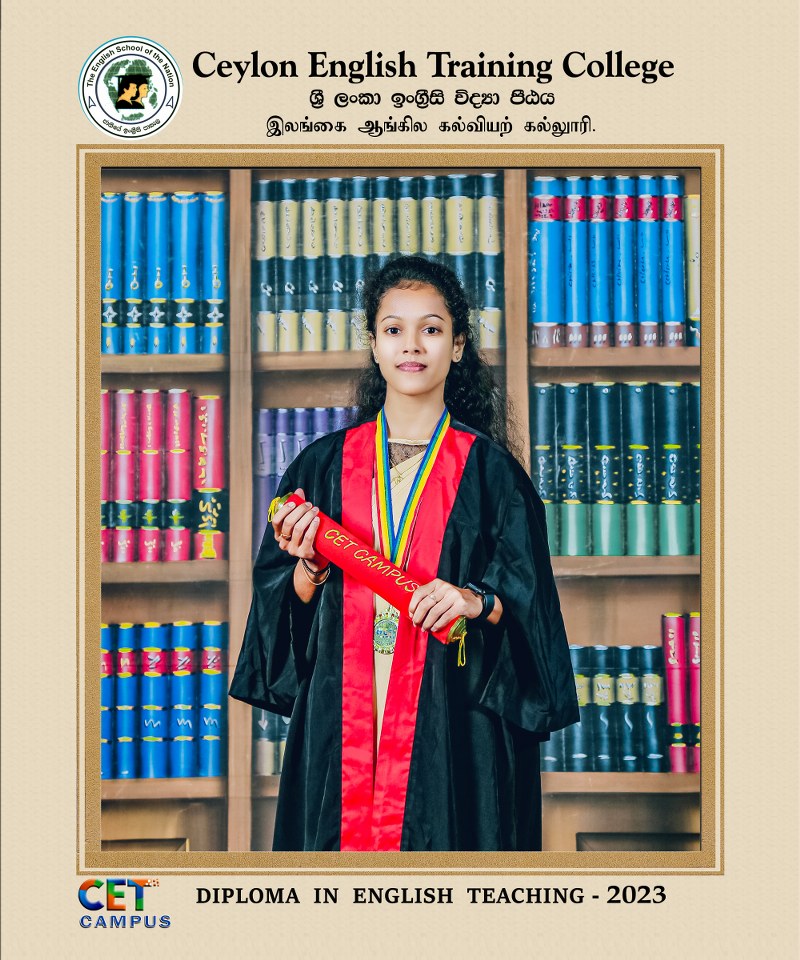 The English School of the Nation
Ceylon English Training College
ශ්‍රී ලංකා ඉංග්‍රීසි විද්‍යා පීඨය
இலங்கை ஆங்கில கல்வியற் கல்லூரி.
CET CAMPUS
CET
CAMPUS
DIPLOMA IN ENGLISH TEACHING - 2023